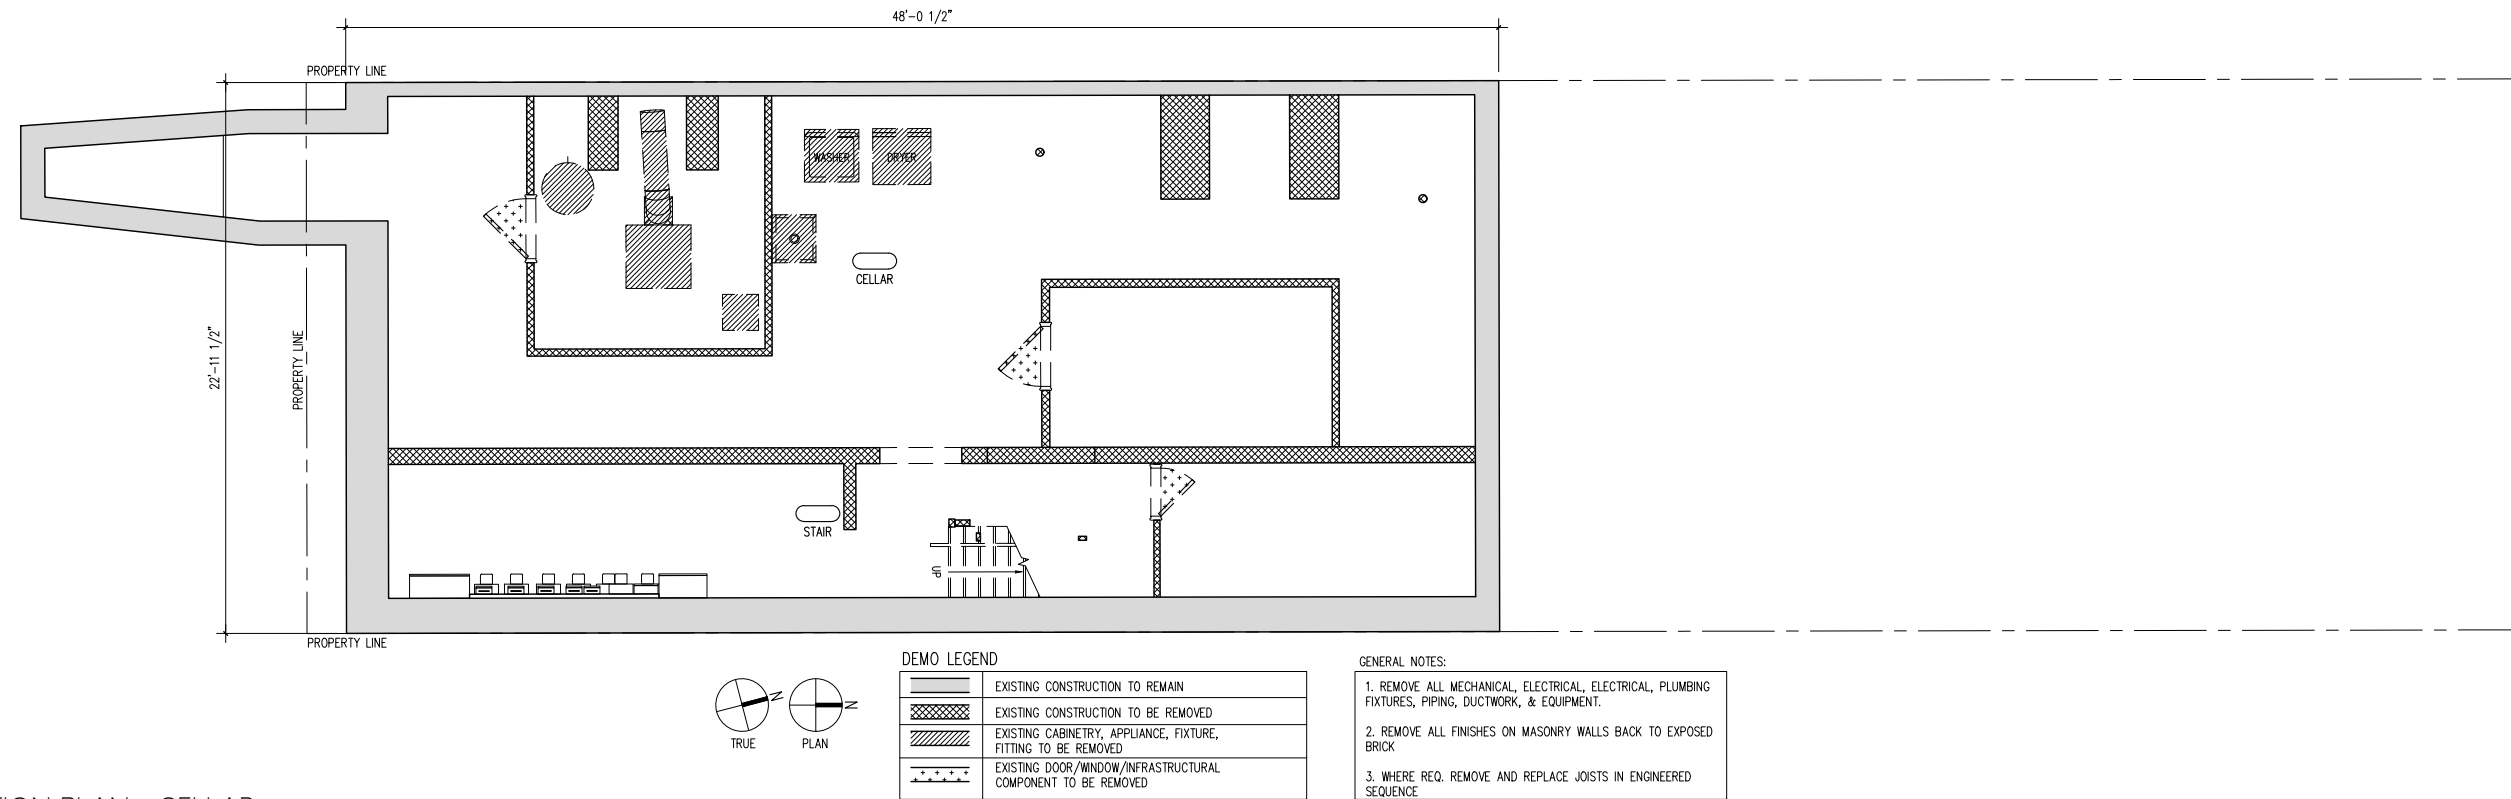 48'-0 1/2"
PROPERTY LINE
WASHER
DRYER
CELLAR
22'-11 1/2"
PROPERTY LINE
STAIR
UP
PROPERTY LINE
N
N
TRUE
PLAN
DEMO LEGEND
EXISTING CONSTRUCTION TO REMAIN
EXISTING CONSTRUCTION TO BE REMOVED
EXISTING CABINETRY, APPLIANCE, FIXTURE,
FITTING TO BE REMOVED
EXISTING DOOR/WINDOW/INFRASTRUCTURAL
COMPONENT TO BE REMOVED
GENERAL NOTES:
1. REMOVE ALL MECHANICAL, ELECTRICAL, ELECTRICAL, PLUMBING
FIXTURES, PIPING, DUCTWORK, & EQUIPMENT.
2. REMOVE ALL FINISHES ON MASONRY WALLS BACK TO EXPOSED
BRICK
3. WHERE REQ. REMOVE AND REPLACE JOISTS IN ENGINEERED
SEQUENCE